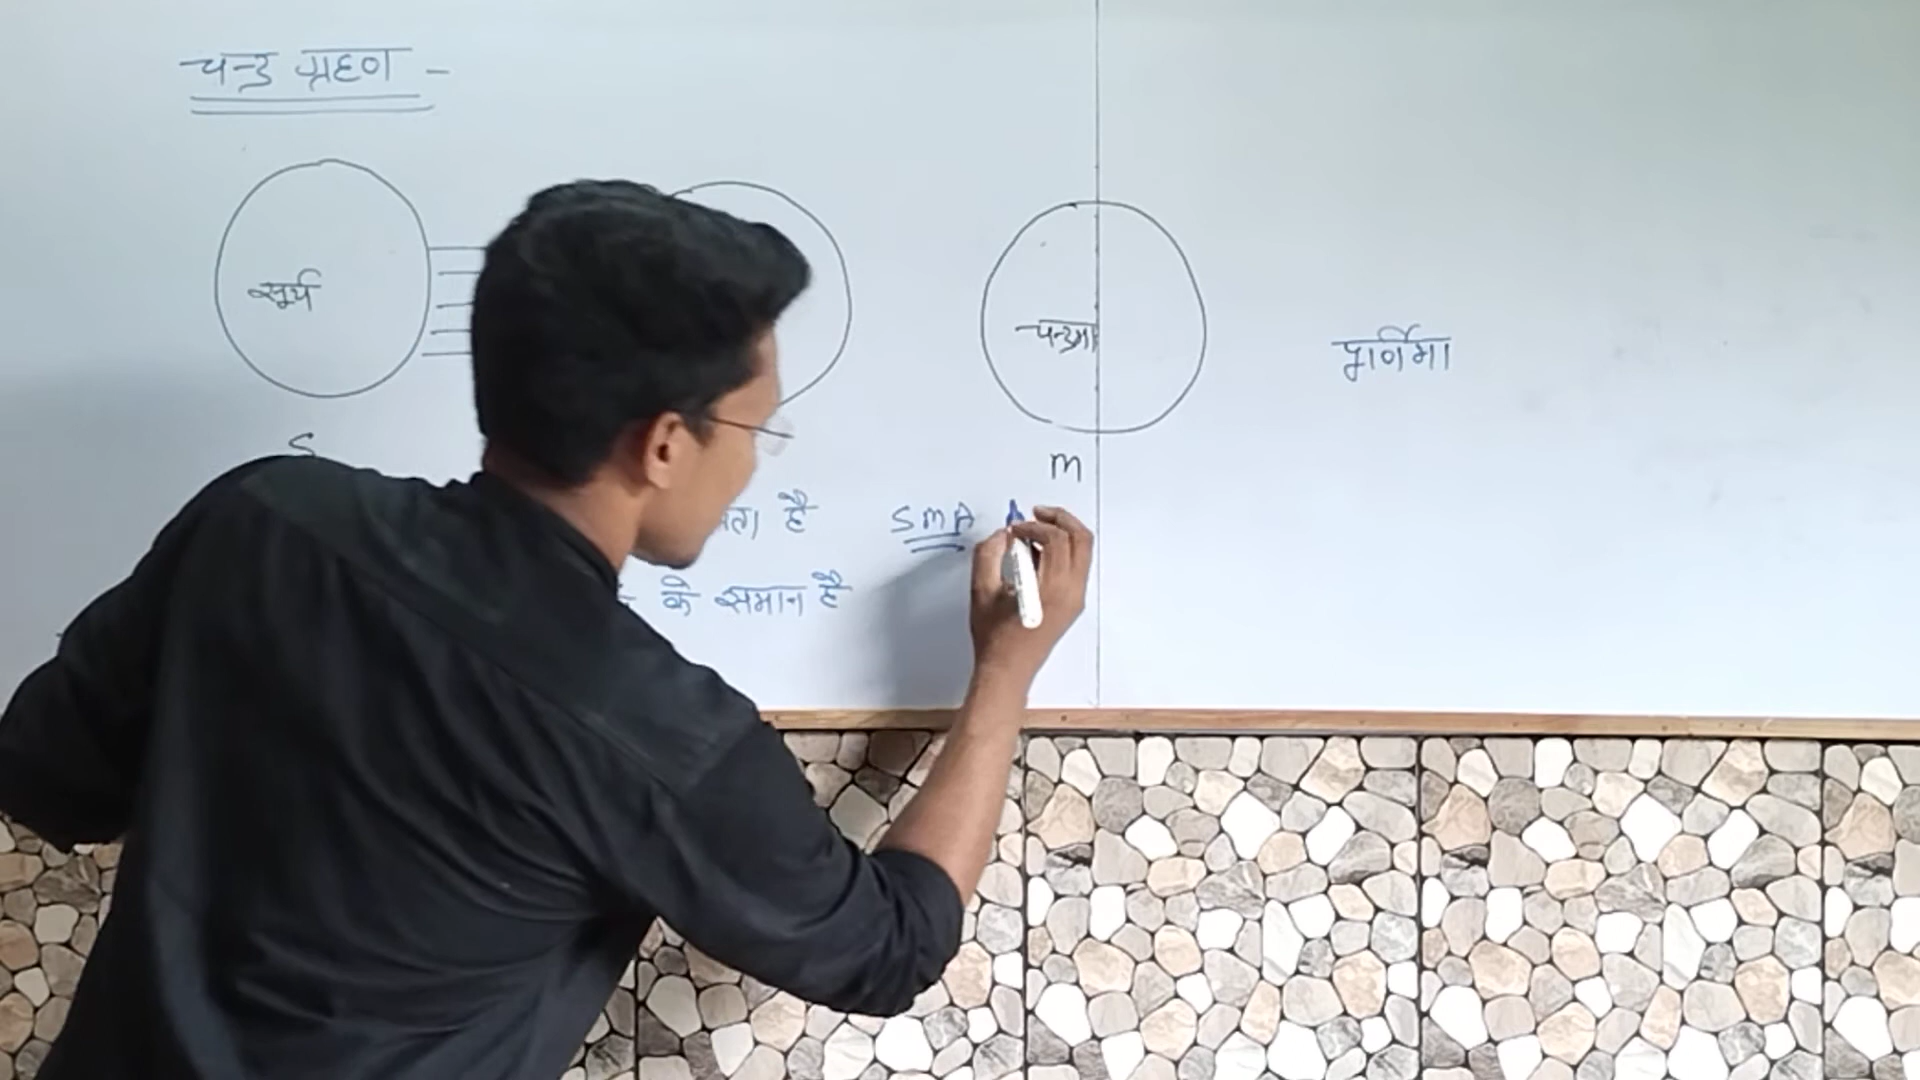 चन्द्र ग्रहण -
सूर्य
चन्द्रमा
पूर्णिमा
S
m
है SMA
के समान है